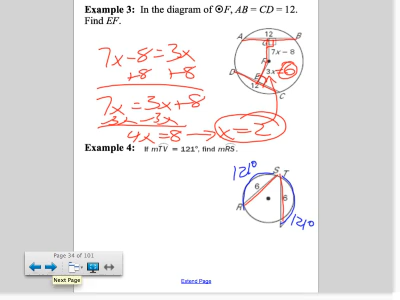 Example 3: In the diagram of ⊙F, AB = CD = 12.
Find EF.
7x-8=3x
+8 +8
7x=3x+8
-3x -3x
4x=8 → x=2
A 12 B
G
7x - 8
F
D 3x =6
E
12
C
Example 4: If mTV = 121°, find mRS.
121° S T
6
6
R
121°
Page 34 of 101
Next Page
Extend Page